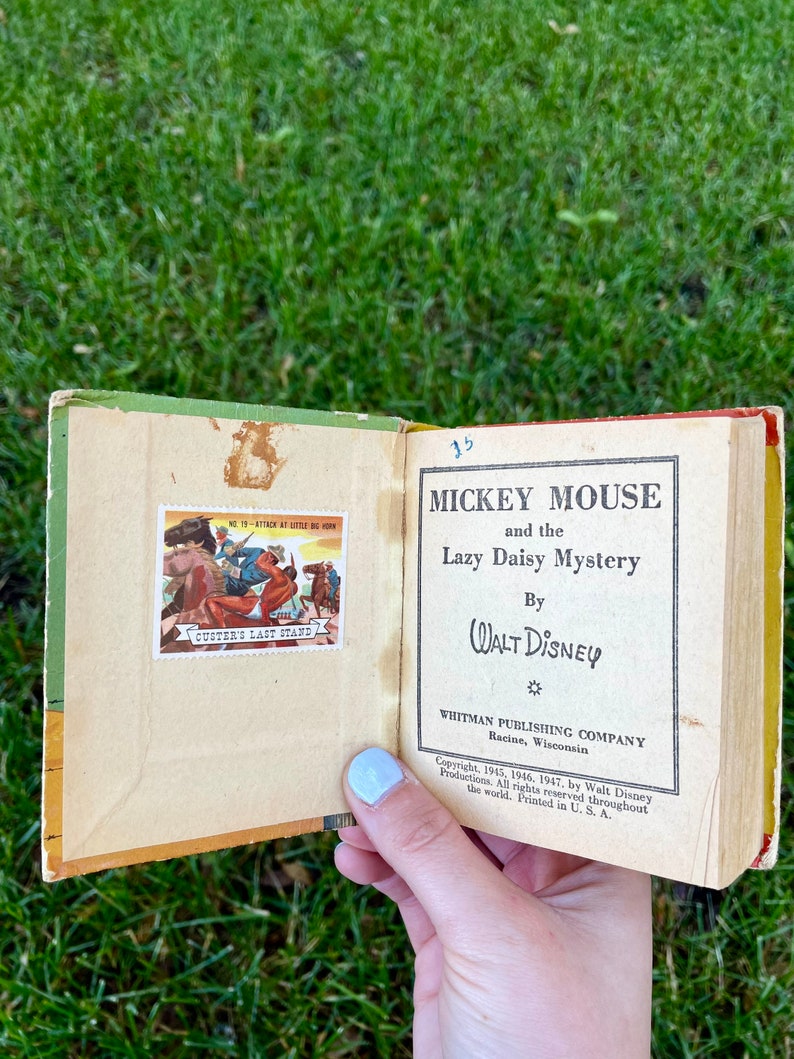 NO. 19—ATTACK AT LITTLE BIG HORN
CUSTER'S LAST STAND
25
MICKEY MOUSE
and the
Lazy Daisy Mystery
By
WALT DISNEY
WHITMAN PUBLISHING COMPANY
Racine, Wisconsin
Copyright, 1945, 1946, 1947, by Walt Disney
Productions. All rights reserved throughout
the world. Printed in U. S. A.